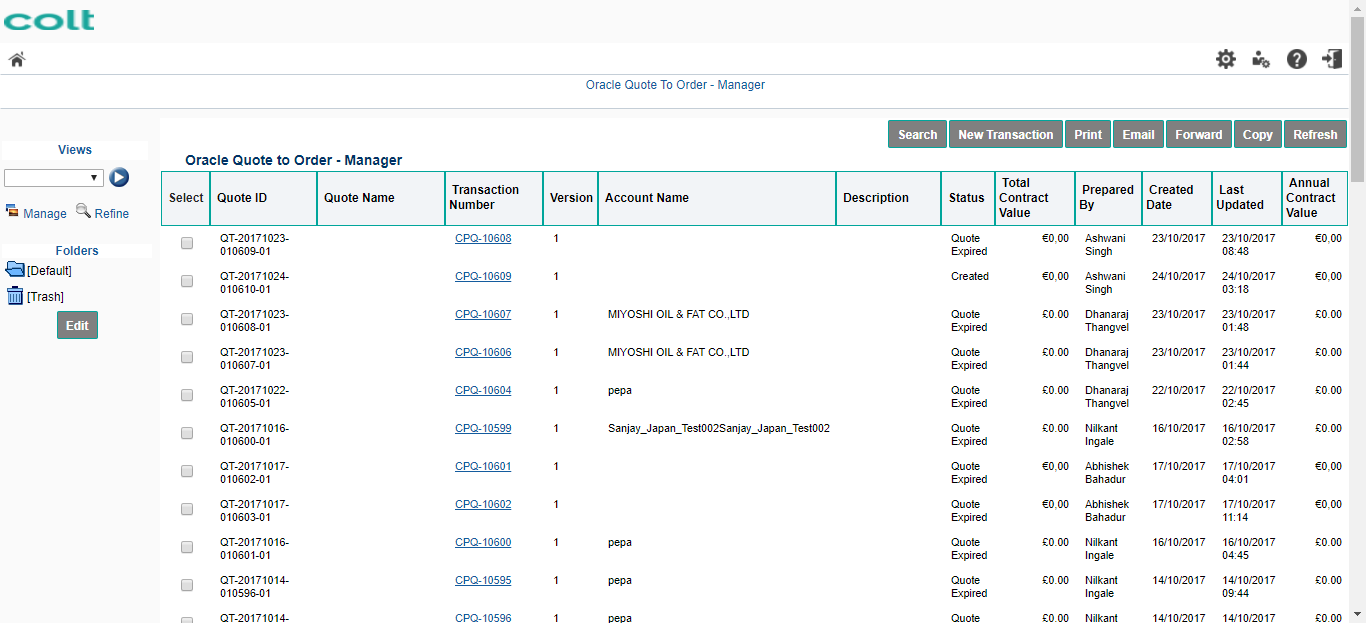 colt
Oracle Quote To Order - Manager
Search New Transaction Print Email Forward Copy Refresh
Views
Manage Refine
Folders
[Default]
[Trash]
Edit
Oracle Quote to Order - Manager
Select Quote ID Quote Name Transaction Number Version Account Name Description Status Total Contract Value Prepared By Created Date Last Updated Annual Contract Value
QT-20171023- CPQ-10608 1 Quote €0,00 Ashwani 23/10/2017 23/10/2017 €0,00
010609-01 Expired Singh 08:48
QT-20171024- CPQ-10609 1 Created €0,00 Ashwani 24/10/2017 24/10/2017 €0,00
010610-01 Singh 03:18
QT-20171023- CPQ-10607 1 MIYOSHI OIL & FAT CO.,LTD Quote £0.00 Dhanaraj 23/10/2017 23/10/2017 £0.00
010608-01 Expired Thangvel 01:48
QT-20171023- CPQ-10606 1 MIYOSHI OIL & FAT CO.,LTD Quote £0.00 Dhanaraj 23/10/2017 23/10/2017 £0.00
010607-01 Expired Thangvel 01:44
QT-20171022- CPQ-10604 1 pepa Quote £0.00 Dhanaraj 22/10/2017 22/10/2017 £0.00
010605-01 Expired Thangvel 02:45
QT-20171016- CPQ-10599 1 Sanjay_Japan_Test002Sanjay_Japan_Test002 Quote £0.00 Nilkant 16/10/2017 16/10/2017 £0.00
010600-01 Expired Ingale 02:58
QT-20171017- CPQ-10601 1 Quote €0,00 Abhishek 17/10/2017 17/10/2017 €0,00
010602-01 Expired Bahadur 04:01
QT-20171017- CPQ-10602 1 Quote €0,00 Abhishek 17/10/2017 17/10/2017 €0,00
010603-01 Expired Bahadur 11:14
QT-20171016- CPQ-10600 1 pepa Quote £0.00 Nilkant 16/10/2017 16/10/2017 £0.00
010601-01 Expired Ingale 04:45
QT-20171014- CPQ-10595 1 pepa Quote £0.00 Nilkant 14/10/2017 14/10/2017 £0.00
010596-01 Expired Ingale 09:44
QT-20171014- CPQ-10596 1 pepa Quote £0.00 Nilkant 14/10/2017 14/10/2017 £0.00